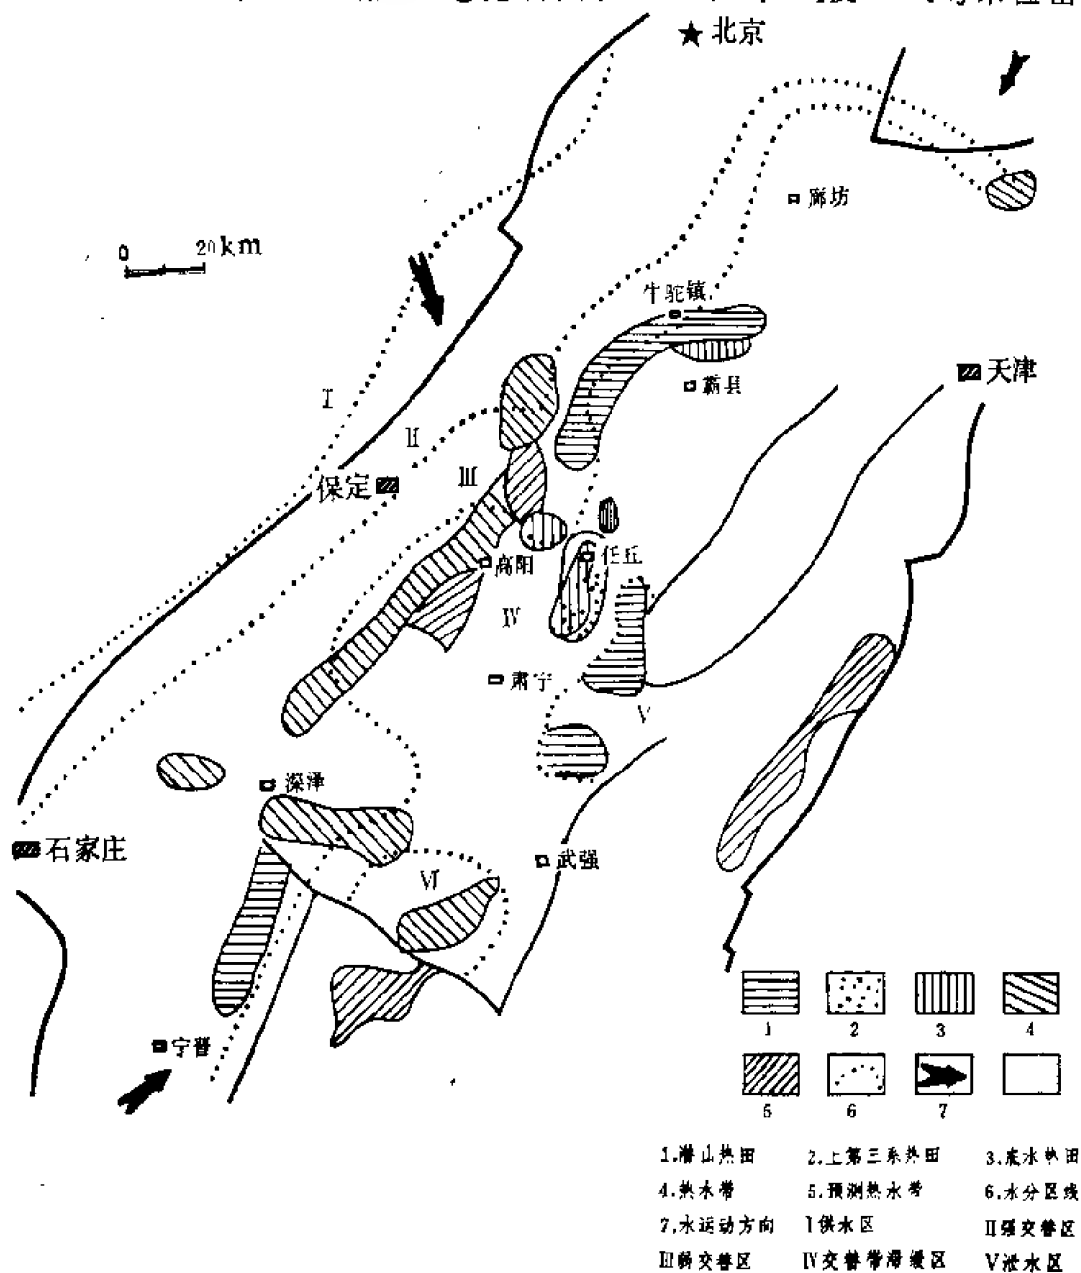 ★北京
廊坊
0 20km
牛驼镇
霸县
天津
I
II
III
保定
高阳
任丘
IV
肃宁
V
深泽
石家庄
武强
VI
宁晋
1 2 3 4
5 6 7
1.潜山热田 2.上第三系热田 3.底水热田
4.热水带 5.预测热水带 6.水分区线
7.水运动方向 I供水区 II强交替区
III弱交替区 IV交替带滞缓区 V泄水区